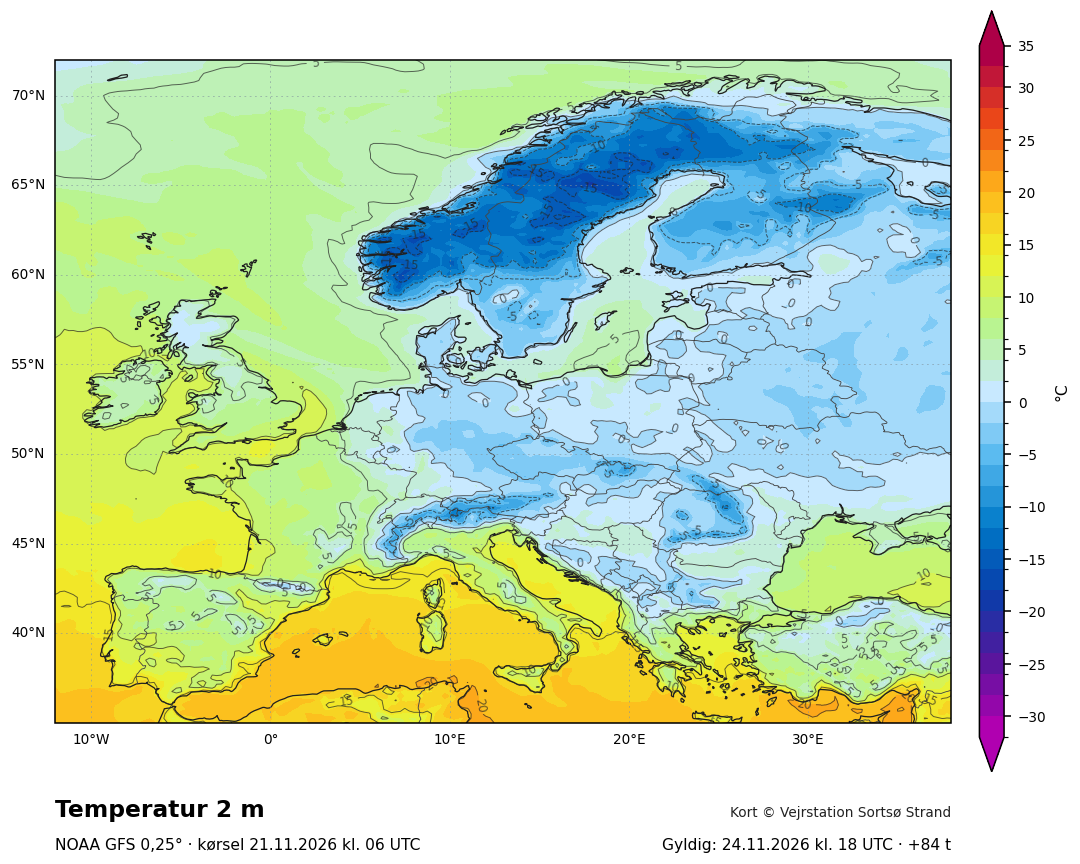 70°N
65°N
60°N
55°N
50°N
45°N
40°N
10°W
0°
10°E
20°E
30°E
35
30
25
20
15
10
5
0
−5
−10
−15
−20
−25
−30
°C
Temperatur 2 m
Kort © Vejrstation Sortsø Strand
NOAA GFS 0,25° · kørsel 21.11.2026 kl. 06 UTC
Gyldig: 24.11.2026 kl. 18 UTC · +84 t